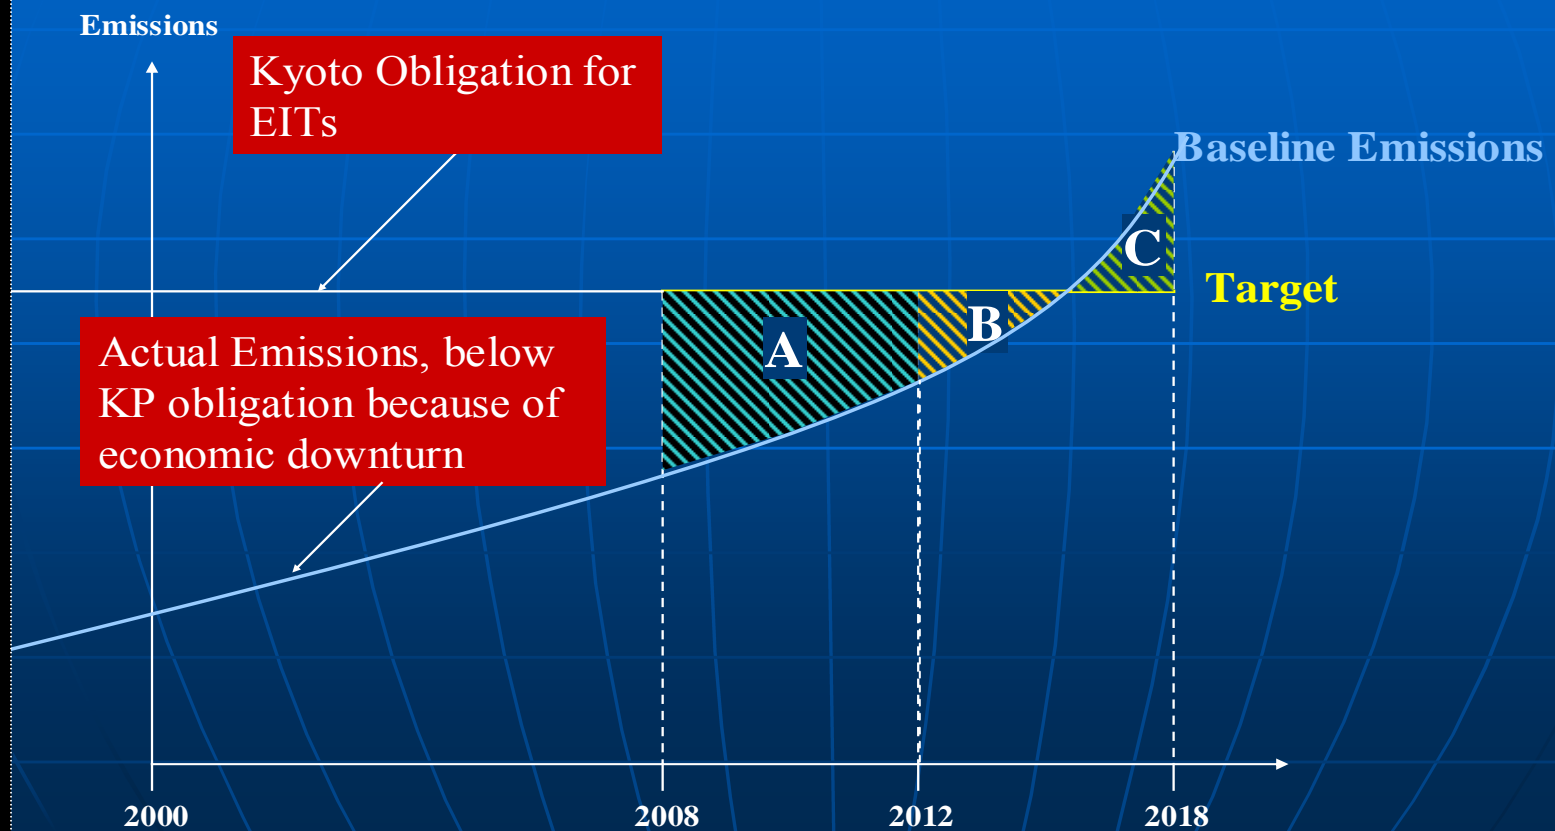 Emissions
Kyoto Obligation for
EITs
Baseline Emissions
C
Target
A
B
Actual Emissions, below
KP obligation because of
economic downturn
2000
2008
2012
2018